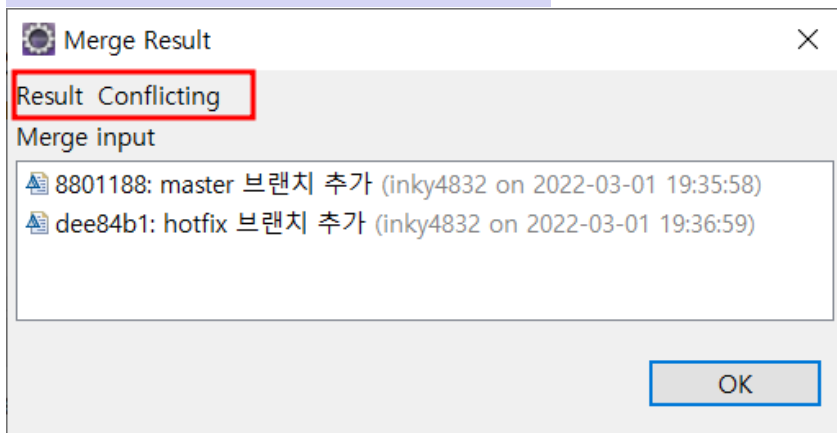 Merge Result
Result Conflicting
Merge input
8801188: master 브랜치 추가 (inky4832 on 2022-03-01 19:35:58)
dee84b1: hotfix 브랜치 추가 (inky4832 on 2022-03-01 19:36:59)
OK